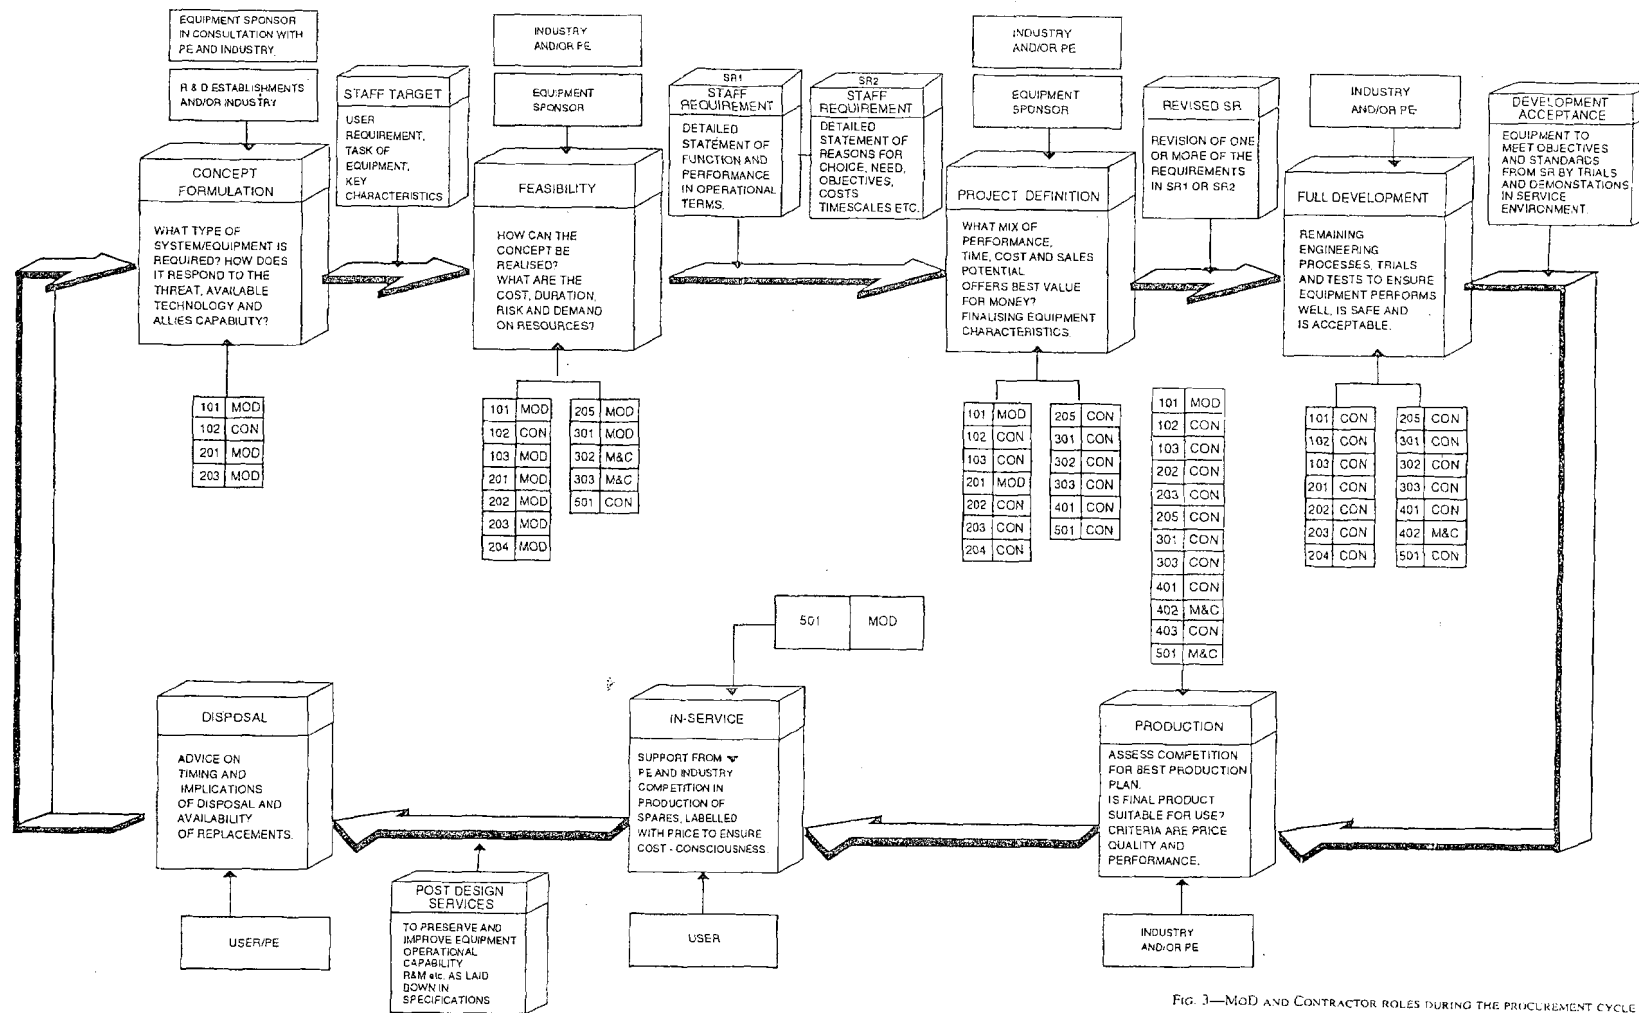 EQUIPMENT SPONSOR
IN CONSULTATION WITH
PE AND INDUSTRY.
R & D ESTABLISHMENTS
AND/OR INDUSTRY
CONCEPT
FORMULATION
WHAT TYPE OF
SYSTEM/EQUIPMENT IS
REQUIRED? HOW DOES
IT RESPOND TO THE
THREAT, AVAILABLE
TECHNOLOGY AND
ALLIES CAPABILITY?
101 MOD
102 CON
201 MOD
203 MOD
STAFF TARGET
USER
REQUIREMENT,
TASK OF
EQUIPMENT,
KEY
CHARACTERISTICS
INDUSTRY
AND/OR PE
EQUIPMENT
SPONSOR
FEASIBILITY
HOW CAN THE
CONCEPT BE
REALISED?
WHAT ARE THE
COST, DURATION,
RISK AND DEMAND
ON RESOURCES?
101 MOD
102 CON
103 MOD
201 MOD
202 MOD
203 MOD
204 MOD
205 MOD
301 MOD
302 M&C
303 M&C
501 CON
SR1
STAFF
REQUIREMENT
DETAILED
STATEMENT OF
FUNCTION AND
PERFORMANCE
IN OPERATIONAL
TERMS.
SR2
STAFF
REQUIREMENT
DETAILED
STATEMENT OF
REASONS FOR
CHOICE, NEED,
OBJECTIVES,
COSTS
TIMESCALES ETC.
INDUSTRY
AND/OR PE
EQUIPMENT
SPONSOR
PROJECT DEFINITION
WHAT MIX OF
PERFORMANCE,
TIME, COST AND SALES
POTENTIAL
OFFERS BEST VALUE
FOR MONEY?
FINALISING EQUIPMENT
CHARACTERISTICS.
101 MOD
102 CON
103 CON
201 MOD
202 CON
203 CON
204 CON
205 CON
301 CON
302 CON
303 CON
401 CON
501 CON
REVISED SR
REVISION OF ONE
OR MORE OF THE
REQUIREMENTS
IN SR1 OR SR2
INDUSTRY
AND/OR PE
FULL DEVELOPMENT
REMAINING
ENGINEERING
PROCESSES, TRIALS
AND TESTS TO ENSURE
EQUIPMENT PERFORMS
WELL, IS SAFE AND
IS ACCEPTABLE.
101 CON
102 CON
103 CON
201 CON
202 CON
203 CON
204 CON
205 CON
301 CON
302 CON
303 CON
401 CON
402 M&C
501 CON
DEVELOPMENT
ACCEPTANCE
EQUIPMENT TO
MEET OBJECTIVES
AND STANDARDS
FROM SR BY TRIALS
AND DEMONSTATIONS
IN SERVICE
ENVIRONMENT.
101 MOD
102 CON
103 CON
202 CON
203 CON
205 CON
301 CON
303 CON
401 CON
402 M&C
403 CON
501 M&C
PRODUCTION
ASSESS COMPETITION
FOR BEST PRODUCTION
PLAN.
IS FINAL PRODUCT
SUITABLE FOR USE?
CRITERIA ARE PRICE
QUALITY AND
PERFORMANCE.
INDUSTRY
AND/OR PE
501 MOD
IN-SERVICE
SUPPORT FROM
PE AND INDUSTRY
COMPETITION IN
PRODUCTION OF
SPARES, LABELLED
WITH PRICE TO ENSURE
COST - CONSCIOUSNESS.
USER
POST DESIGN
SERVICES
TO PRESERVE AND
IMPROVE EQUIPMENT
OPERATIONAL
CAPABILITY
R&M etc. AS LAID
DOWN IN
SPECIFICATIONS
DISPOSAL
ADVICE ON
TIMING AND
IMPLICATIONS
OF DISPOSAL AND
AVAILABILITY
OF REPLACEMENTS.
USER/PE
FIG. 3—MOD AND CONTRACTOR ROLES DURING THE PROCUREMENT CYCLE